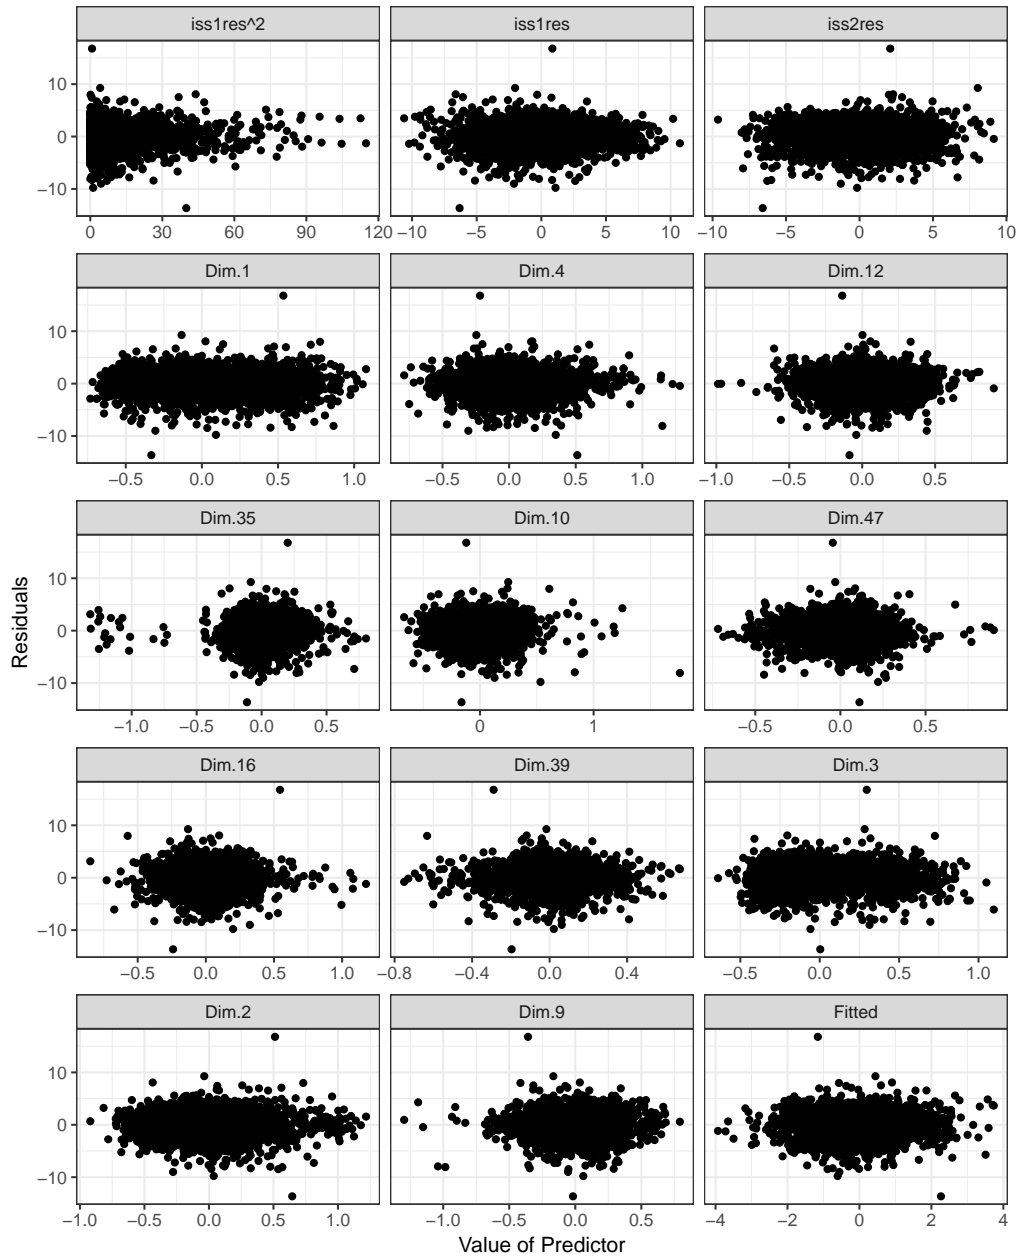 iss1res^2 iss1res iss2res
10
0
−10
0 30 60 90 120 −10 −5 0 5 10 −10 −5 0 5 10
Dim.1 Dim.4 Dim.12
10
0
−10
−0.5 0.0 0.5 1.0 −0.5 0.0 0.5 1.0 −1.0 −0.5 0.0 0.5
Dim.35 Dim.10 Dim.47
10
0
−10
−1.0 −0.5 0.0 0.5 0 1 −0.5 0.0 0.5
Residuals
Dim.16 Dim.39 Dim.3
10
0
−10
−0.5 0.0 0.5 1.0 −0.8 −0.4 0.0 0.4 −0.5 0.0 0.5 1.0
Dim.2 Dim.9 Fitted
10
0
−10
−1.0 −0.5 0.0 0.5 1.0 −1.0 −0.5 0.0 0.5 −4 −2 0 2 4
Value of Predictor